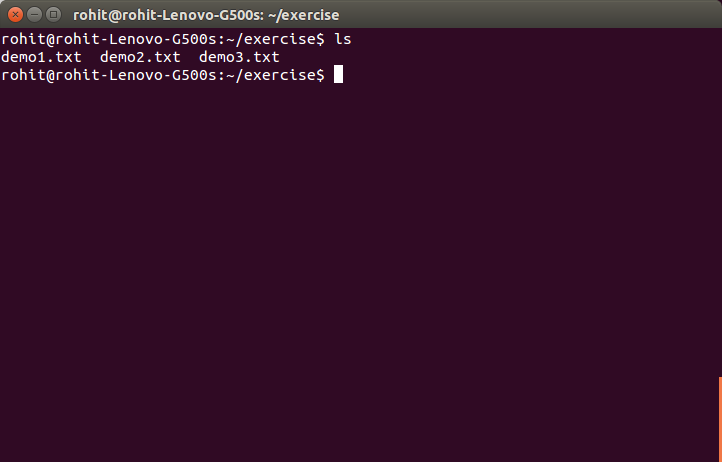 rohit@rohit-Lenovo-G500s: ~/exercise
rohit@rohit-Lenovo-G500s:~/exercise$ ls
demo1.txt  demo2.txt  demo3.txt
rohit@rohit-Lenovo-G500s:~/exercise$